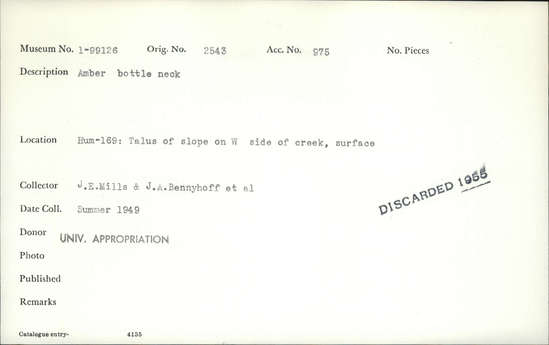 Museum No. 1-99126 Orig. No. 2543 Acc. No. 975 No. Pieces
Description Amber bottle neck
Location Hum-169: Talus of slope on W side of creek, surface
Collector J.E.Mills & J.A.Bennyhoff et al
DISCARDED 1955
Date Coll. Summer 1949
Donor UNIV. APPROPRIATION
Photo
Published
Remarks
Catalogue entry- 4135